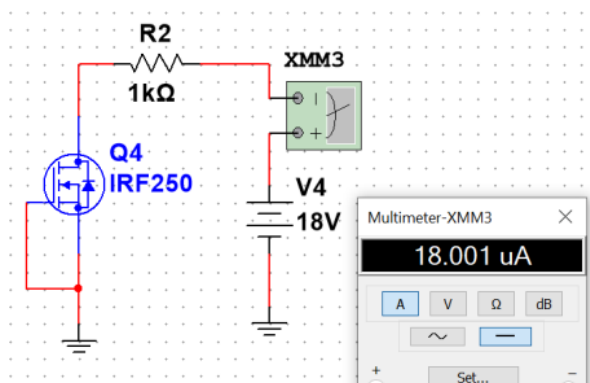 R2
1kΩ
XMM3
Q4
IRF250
V4
18V
Multimeter-XMM3
18.001 uA
A V Ω dB
+ Set... −